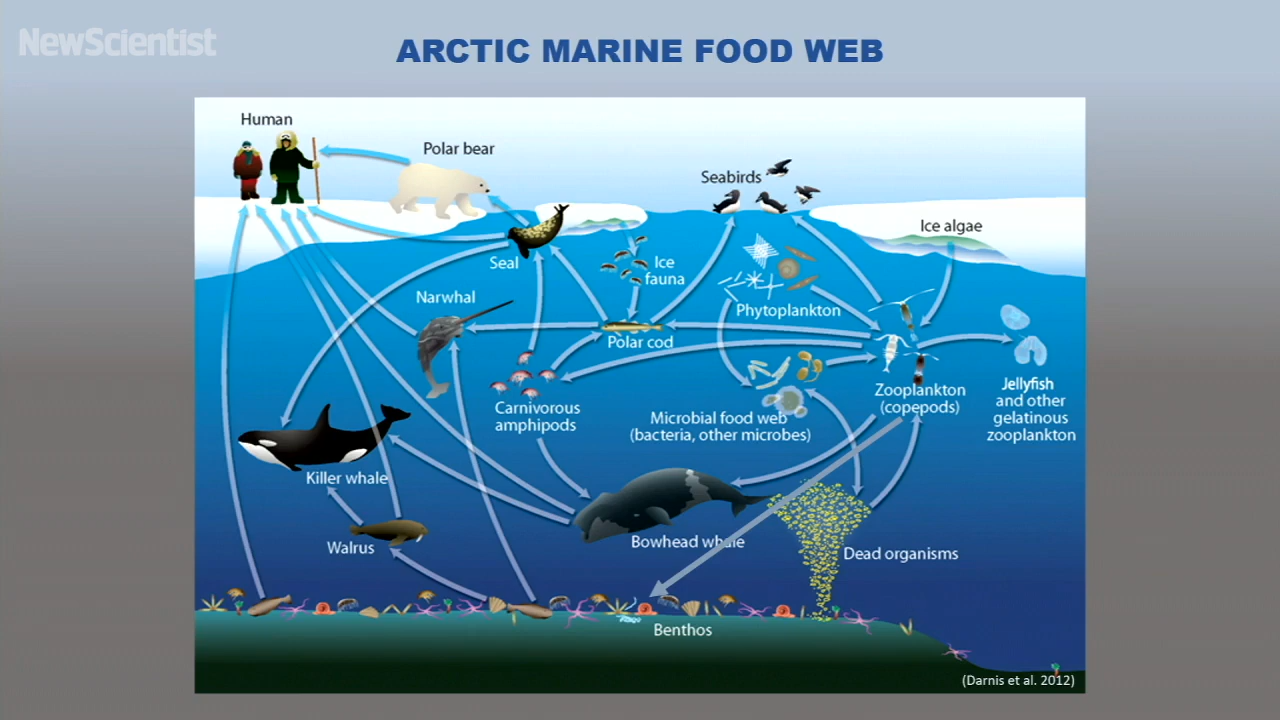 NewScientist
ARCTIC MARINE FOOD WEB
Human
Polar bear
Seabirds
Ice algae
Seal
Ice
fauna
Narwhal
Phytoplankton
Polar cod
Zooplankton
(copepods)
Jellyfish
and other
gelatinous
zooplankton
Carnivorous
amphipods
Microbial food web
(bacteria, other microbes)
Killer whale
Bowhead whale
Walrus
Dead organisms
Benthos
(Darnis et al. 2012)